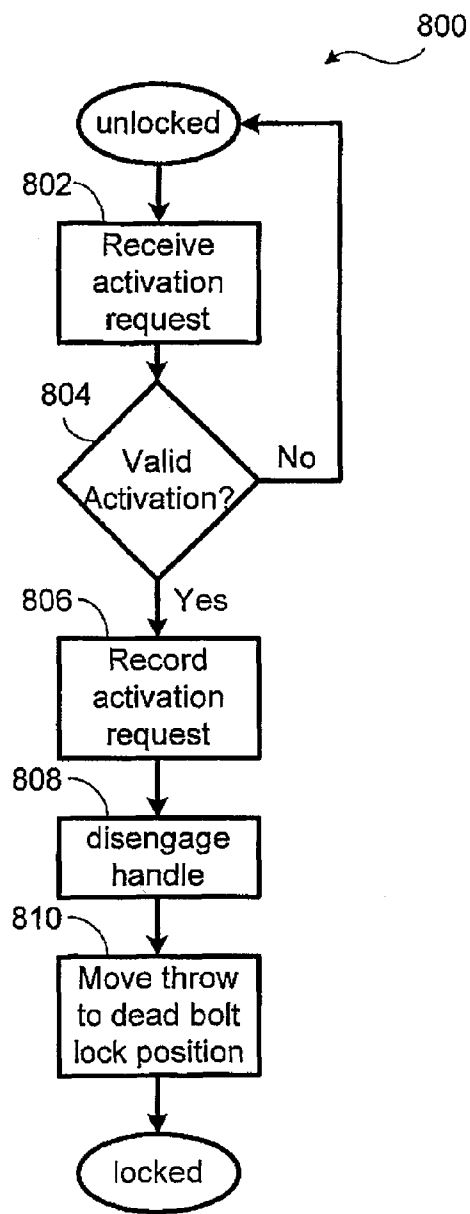 800
unlocked
802
Receive
activation
request
804
Valid
Activation?
No
Yes
806
Record
activation
request
808
disengage
handle
810
Move throw
to dead bolt
lock position
locked